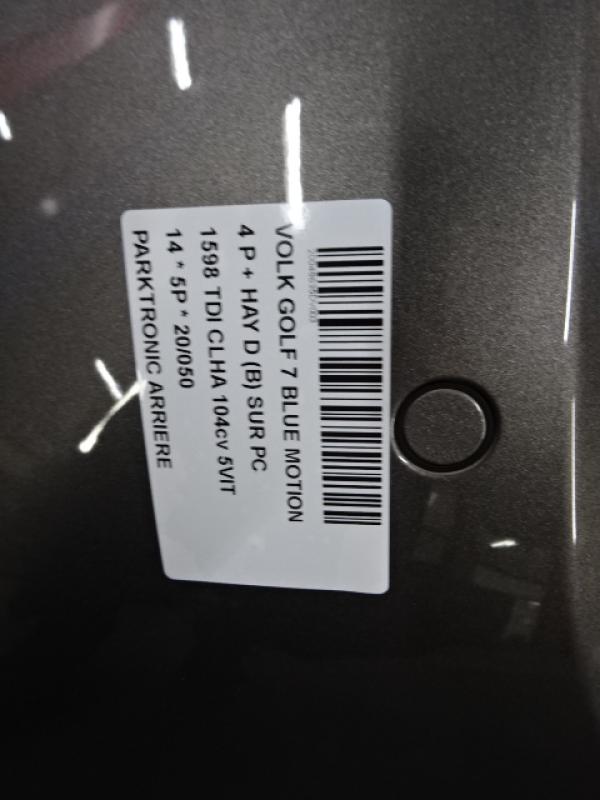 VOLK GOLF 7 BLUE MOTION
4 P + HAY D (B) SUR PC
1598 TDI CLHA 104cv 5VIT
14 * 5P * 20/050
PARKTRONIC ARRIERE